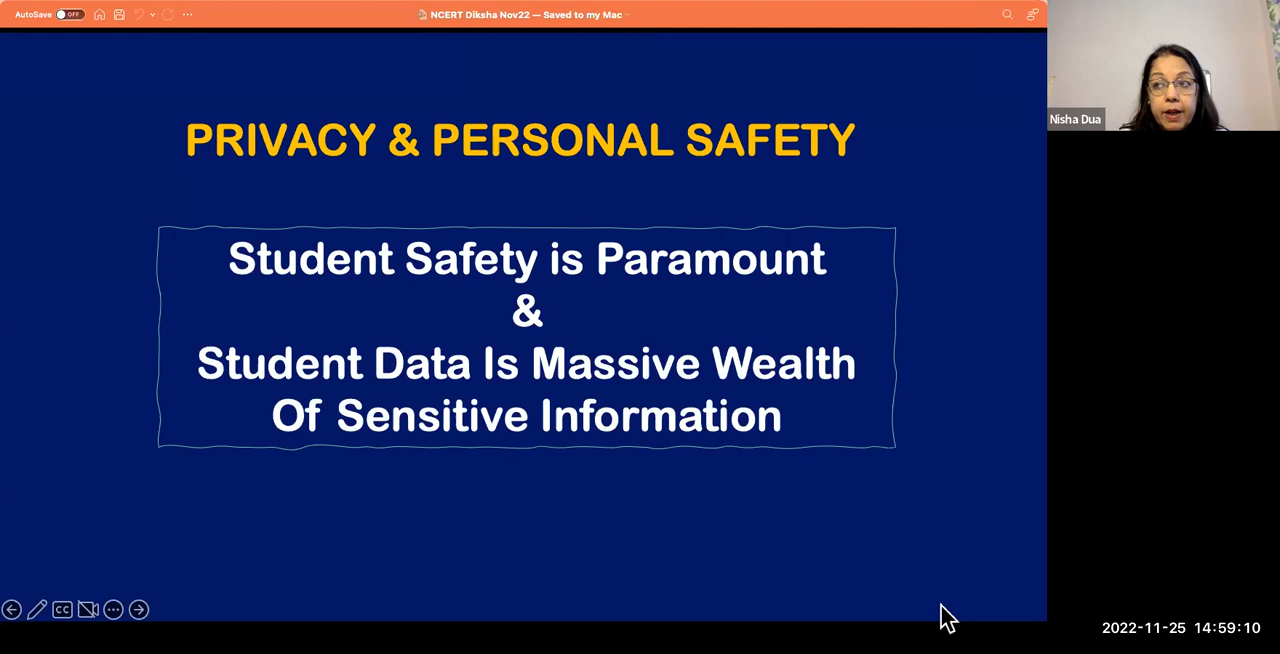 AutoSave OFF
NCERT Diksha Nov22 — Saved to my Mac
PRIVACY & PERSONAL SAFETY
Student Safety is Paramount
&
Student Data Is Massive Wealth
Of Sensitive Information
Nisha Dua
CC
2022-11-25 14:59:10